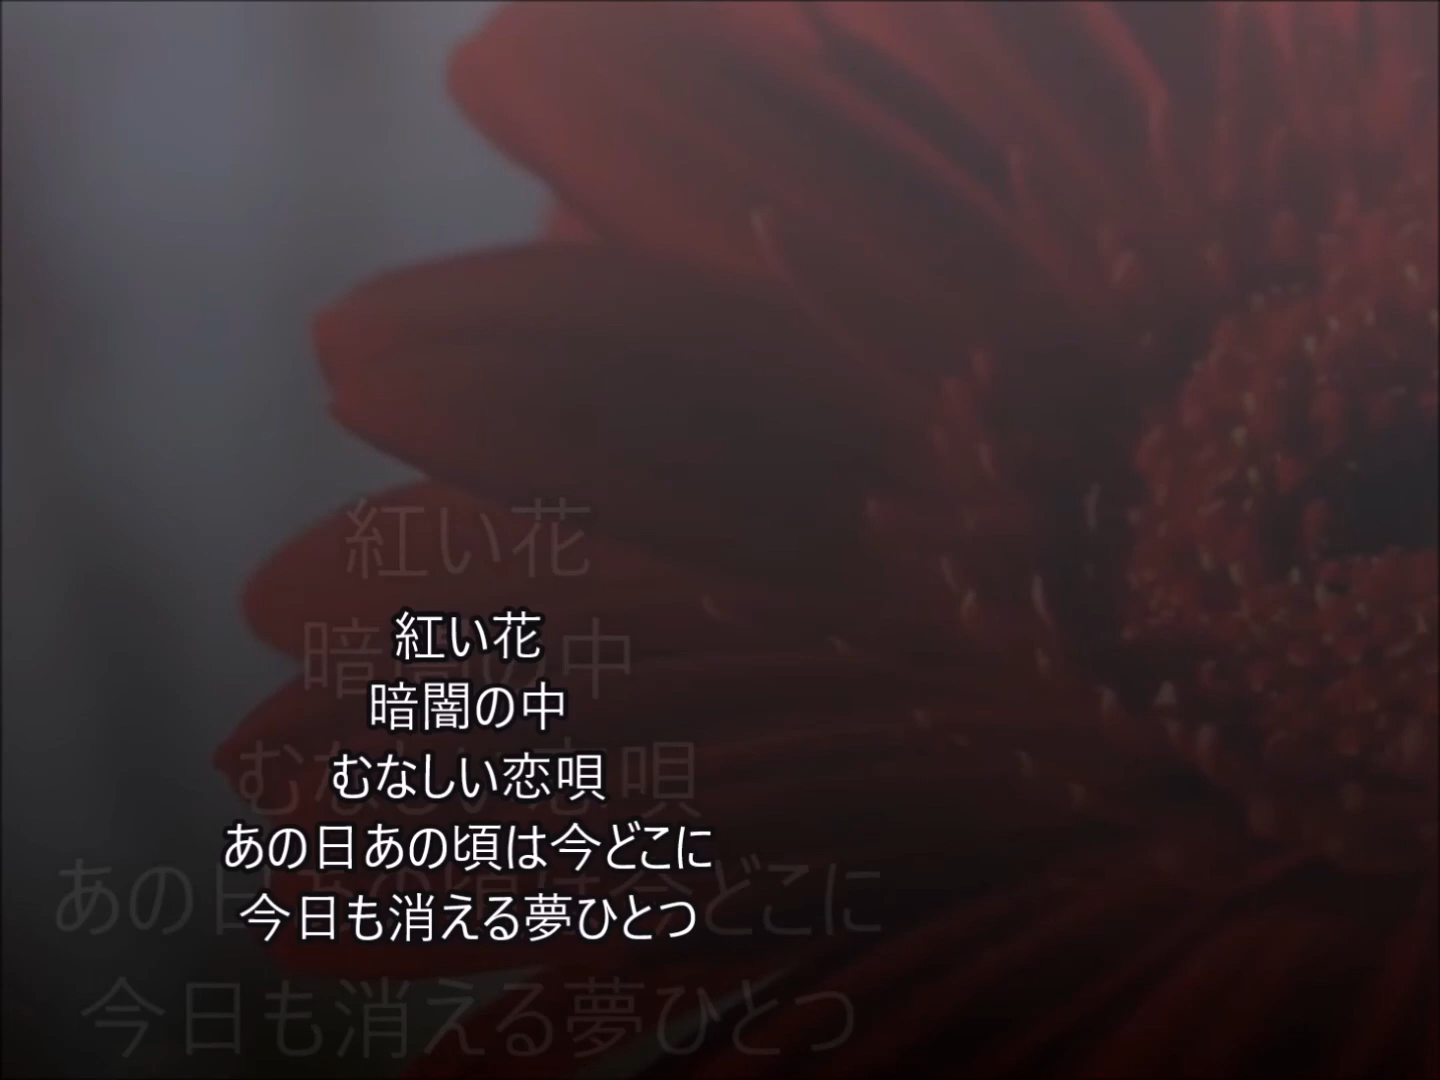 紅い花
暗闇の中
むなしい恋唄
あの日あの頃は今どこに
今日も消える夢ひとつ